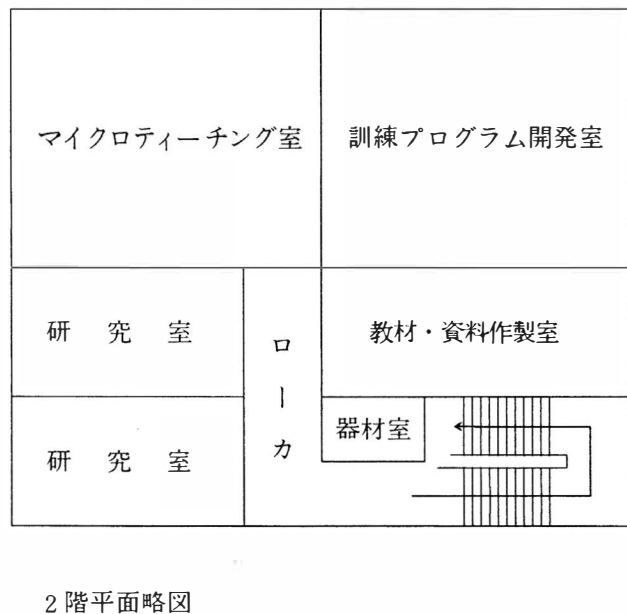 マイクロティーチング室
訓練プログラム開発室
研究室
ローカ
教材・資料作製室
器材室
研究室
2階平面略図